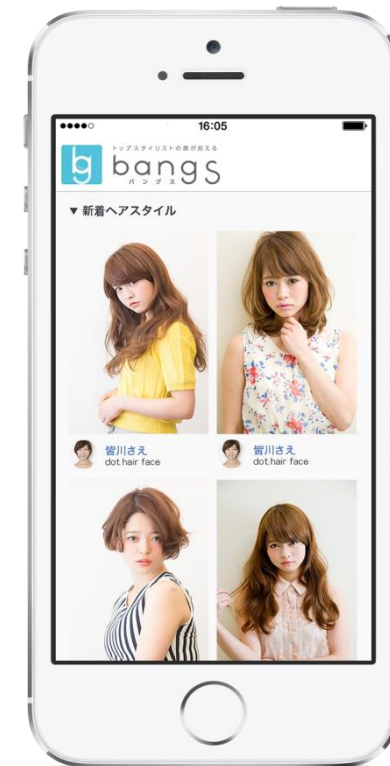 16:05
bg
トップスタイリストの旅が見える
bangs
バングス
▼ 新着ヘアスタイル
皆川さえ
dot.hair face
皆川さえ
dot.hair face